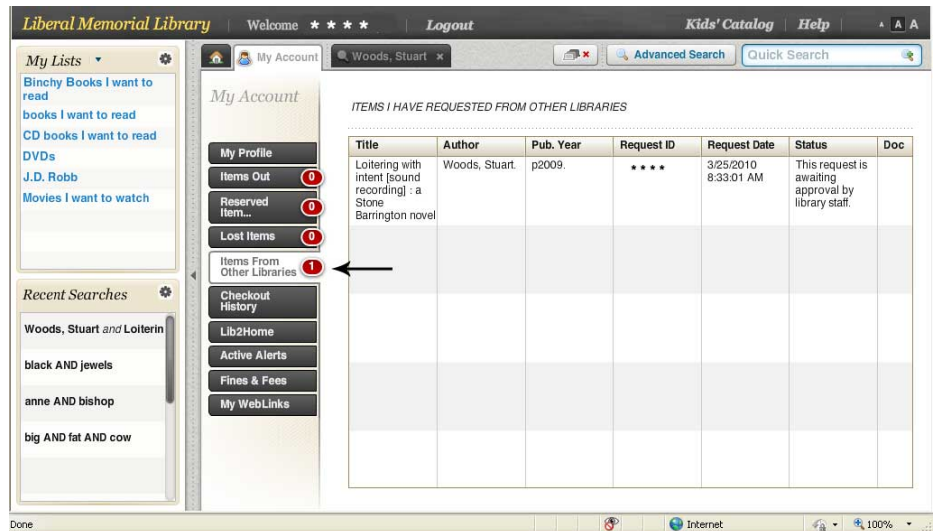 Liberal Memorial Library
Welcome ****
Logout
Kids' Catalog
Help
A A A
My Lists
Binchy Books I want to
read
books I want to read
CD books I want to read
DVDs
J.D. Robb
Movies I want to watch
Recent Searches
Woods, Stuart and Loiterin
black AND jewels
anne AND bishop
big AND fat AND cow
My Account
Woods, Stuart ×
Advanced Search
Quick Search
My Account
My Profile
Items Out 0
Reserved
Item... 0
Lost Items 0
Items From
Other Libraries 1
Checkout
History
Lib2Home
Active Alerts
Fines & Fees
My WebLinks
ITEMS I HAVE REQUESTED FROM OTHER LIBRARIES
Title Author Pub. Year Request ID Request Date Status Doc
Loitering with Woods, Stuart. p2009. **** 3/25/2010 This request is
intent [sound 8:33:01 AM awaiting
recording] : a approval by
Stone library staff.
Barrington novel
Done Internet 100%